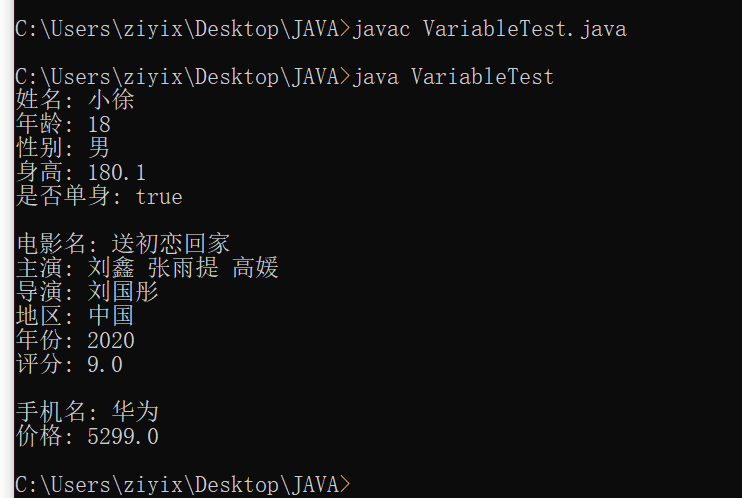 C:\Users\ziyix\Desktop\JAVA>javac VariableTest.java
C:\Users\ziyix\Desktop\JAVA>java VariableTest
姓名: 小徐
年龄: 18
性别: 男
身高: 180.1
是否单身: true
电影名: 送初恋回家
主演: 刘鑫 张雨提 高媛
导演: 刘国彤
地区: 中国
年份: 2020
评分: 9.0
手机名: 华为
价格: 5299.0
C:\Users\ziyix\Desktop\JAVA>